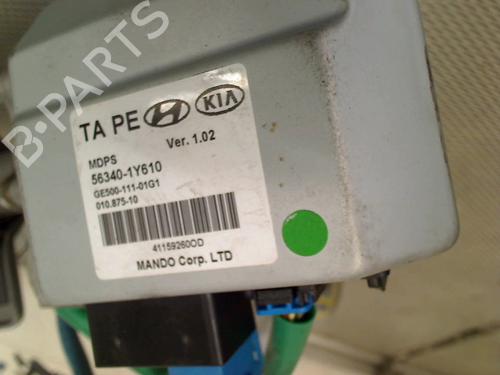 B-PARTS
TA PE KIA
Ver. 1.02
MDPS
56340-1Y610
GE500-111-01G1
010.875-10
41159260OD
MANDO Corp. LTD